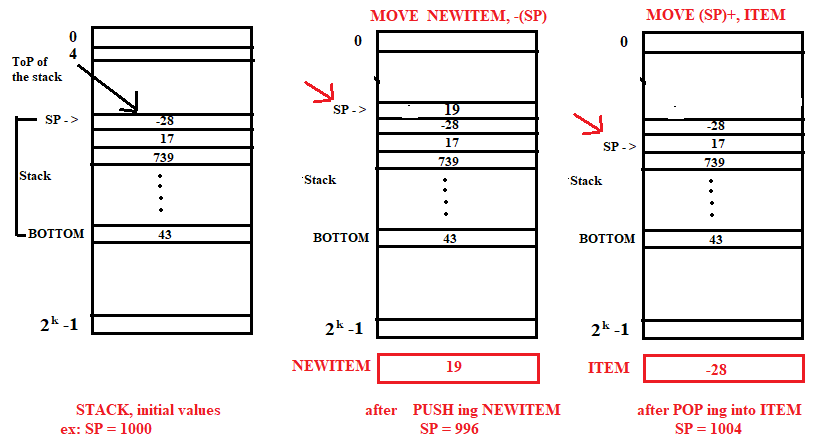 0
4
ToP of
the stack
SP - >
-28
17
739
Stack
BOTTOM
43
2^k -1
STACK, initial values
ex: SP = 1000
MOVE NEWITEM, -(SP)
0
SP ->
19
-28
17
739
Stack
BOTTOM
43
2^k -1
NEWITEM
19
after PUSH ing NEWITEM
SP = 996
MOVE (SP)+, ITEM
0
-28
SP - >
17
739
Stack
BOTTOM
43
2^k -1
ITEM
-28
after POP ing into ITEM
SP = 1004